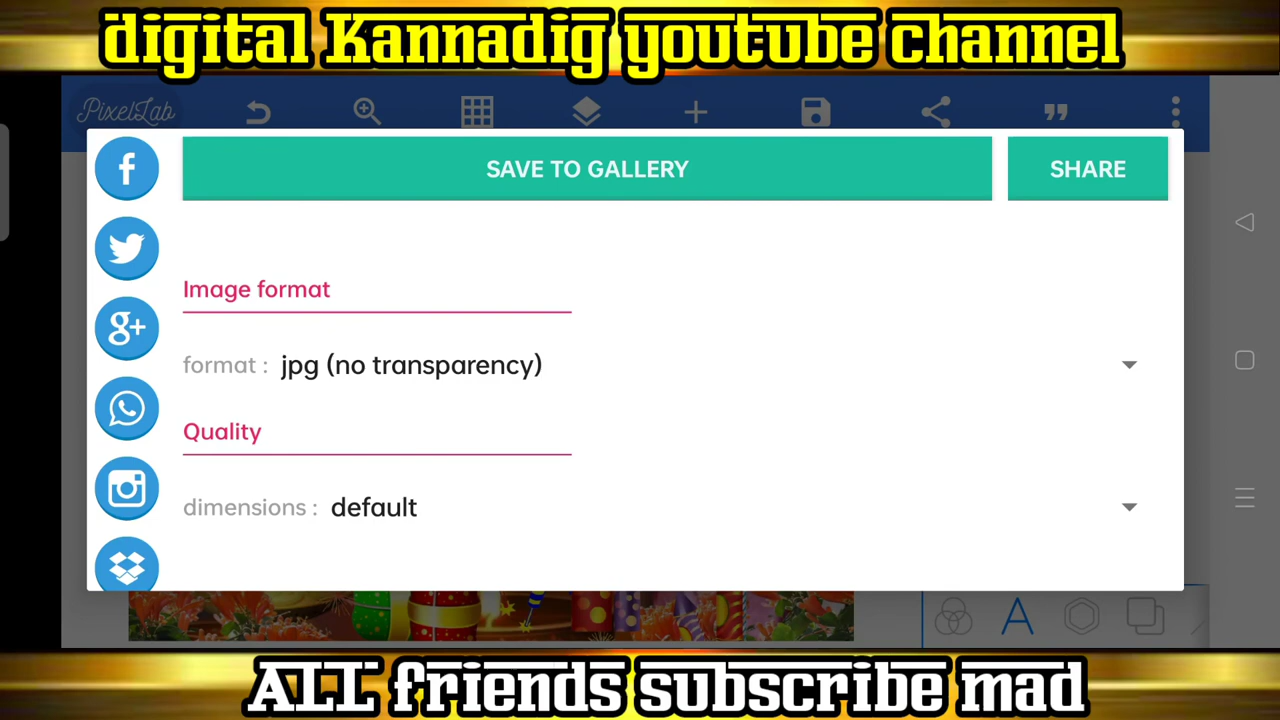 digital Kannadig youtube channel
PixelLab
SAVE TO GALLERY
SHARE
Image format
format : jpg (no transparency)
Quality
dimensions : default
ALL friends subscribe mad